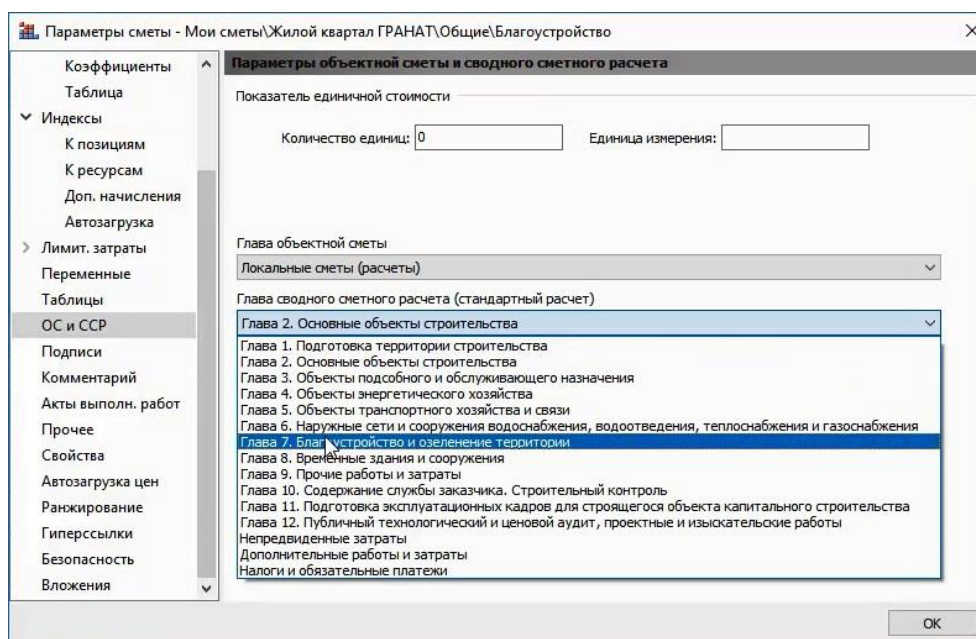 Параметры сметы - Мои сметы\Жилой квартал ГРАНАТ\Общие\Благоустройство
Коэффициенты
Таблица
Индексы
К позициям
К ресурсам
Доп. начисления
Автозагрузка
Лимит. затраты
Переменные
Таблицы
ОС и ССР
Подписи
Комментарий
Акты выполн. работ
Прочее
Свойства
Автозагрузка цен
Ранжирование
Гиперссылки
Безопасность
Вложения
Параметры объектной сметы и сводного сметного расчета
Показатель единичной стоимости
Количество единиц: 0 Единица измерения:
Глава объектной сметы
Локальные сметы (расчеты)
Глава сводного сметного расчета (стандартный расчет)
Глава 2. Основные объекты строительства
Глава 1. Подготовка территории строительства
Глава 2. Основные объекты строительства
Глава 3. Объекты подсобного и обслуживающего назначения
Глава 4. Объекты энергетического хозяйства
Глава 5. Объекты транспортного хозяйства и связи
Глава 6. Наружные сети и сооружения водоснабжения, водоотведения, теплоснабжения и газоснабжения
Глава 7. Благоустройство и озеленение территории
Глава 8. Временные здания и сооружения
Глава 9. Прочие работы и затраты
Глава 10. Содержание службы заказчика. Строительный контроль
Глава 11. Подготовка эксплуатационных кадров для строящегося объекта капитального строительства
Глава 12. Публичный технологический и ценовой аудит, проектные и изыскательские работы
Непредвиденные затраты
Дополнительные работы и затраты
Налоги и обязательные платежи
ОК